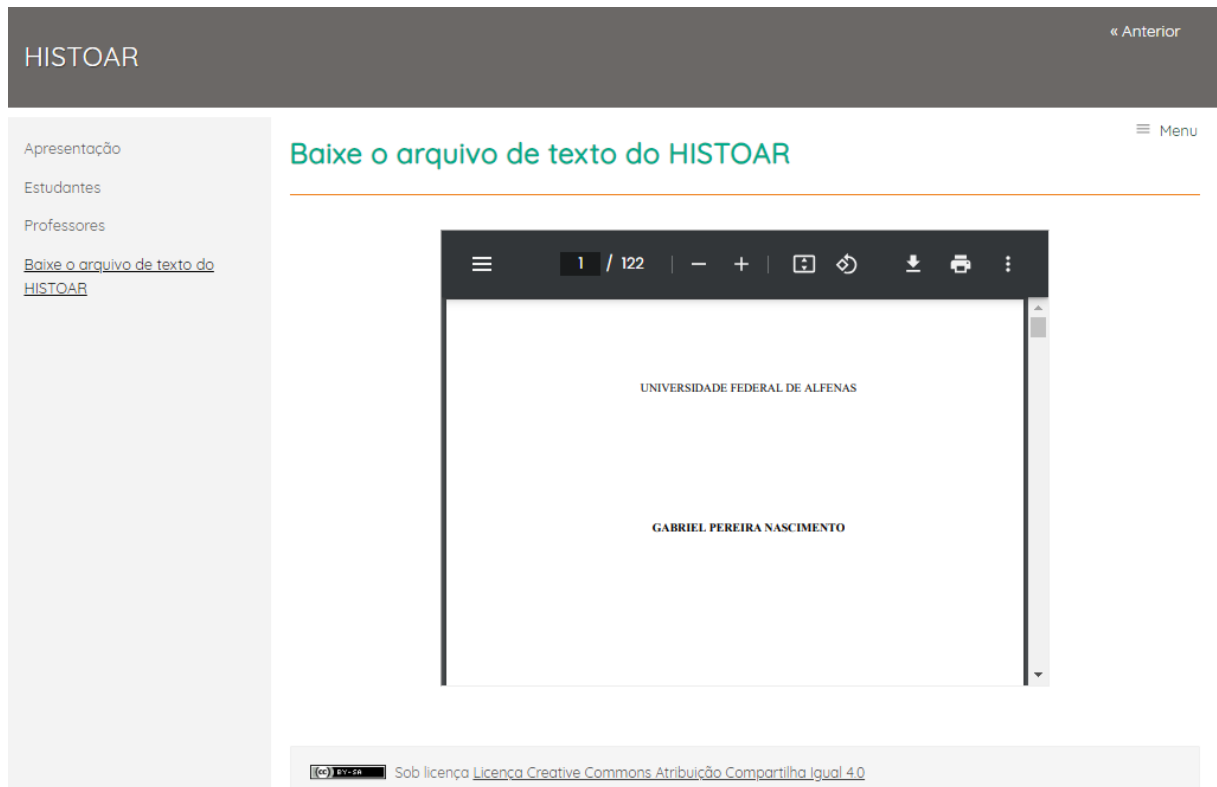 HISTOAR
« Anterior
Apresentação
Estudantes
Professores
Baixe o arquivo de texto do
HISTOAR
Menu
Baixe o arquivo de texto do HISTOAR
1 / 122
UNIVERSIDADE FEDERAL DE ALFENAS
GABRIEL PEREIRA NASCIMENTO
(cc) BY-SA Sob licença Licença Creative Commons Atribuição Compartilha Igual 4.0